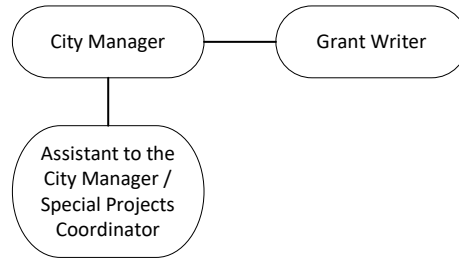 City Manager
Grant Writer
Assistant to the
City Manager /
Special Projects
Coordinator